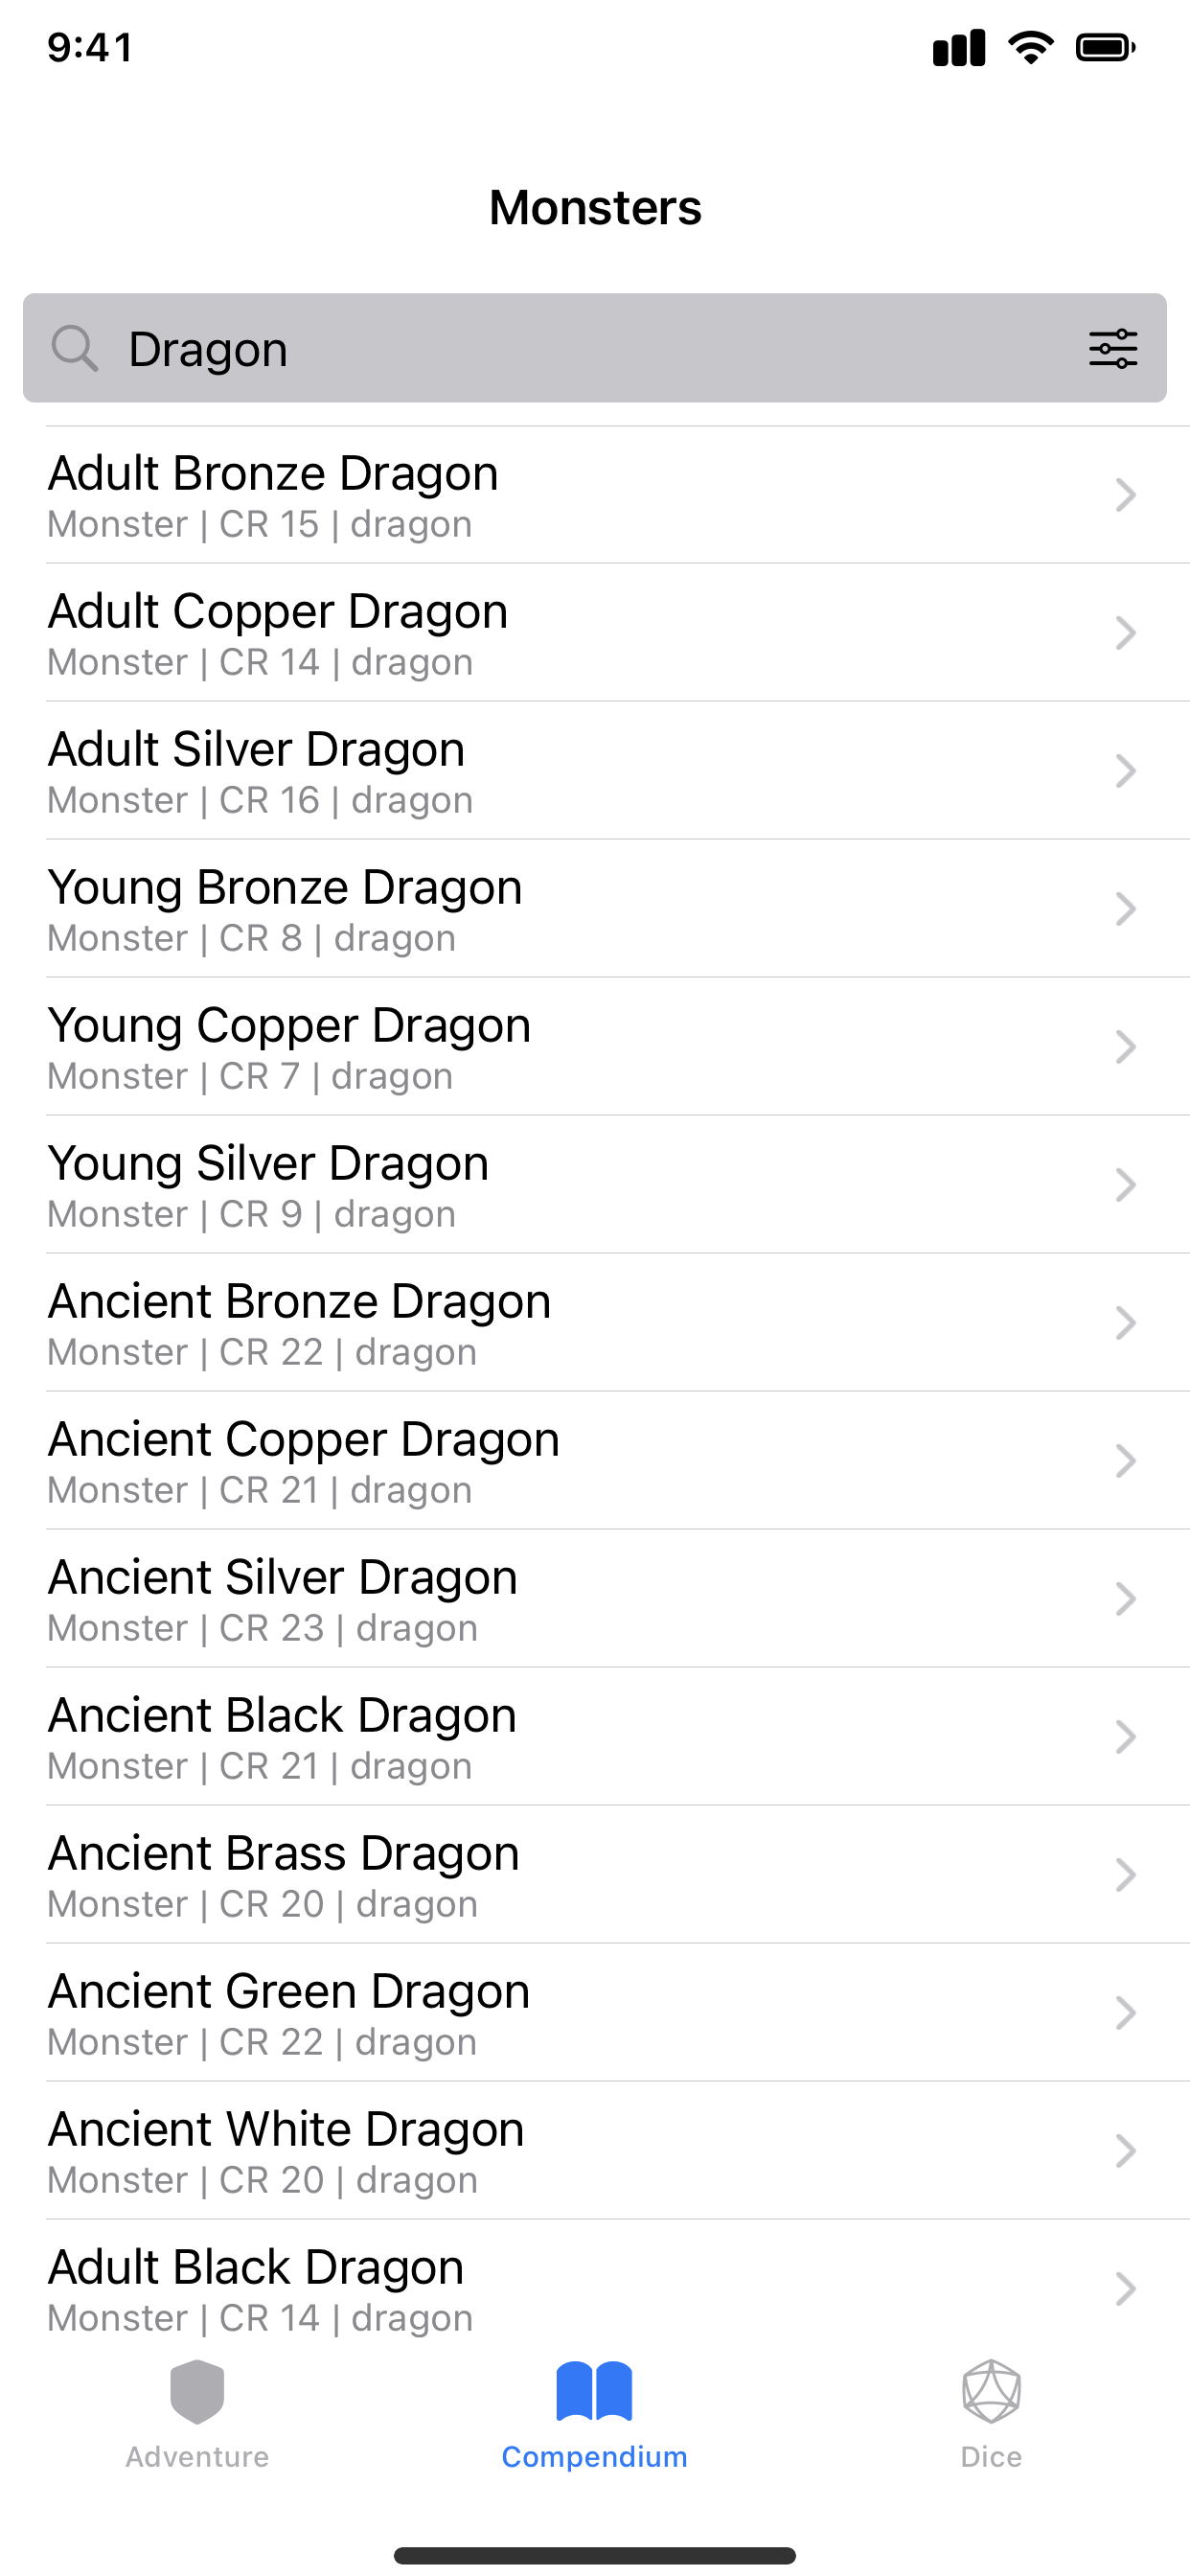 9:41
Monsters
Dragon
Adult Bronze Dragon
Monster | CR 15 | dragon
Adult Copper Dragon
Monster | CR 14 | dragon
Adult Silver Dragon
Monster | CR 16 | dragon
Young Bronze Dragon
Monster | CR 8 | dragon
Young Copper Dragon
Monster | CR 7 | dragon
Young Silver Dragon
Monster | CR 9 | dragon
Ancient Bronze Dragon
Monster | CR 22 | dragon
Ancient Copper Dragon
Monster | CR 21 | dragon
Ancient Silver Dragon
Monster | CR 23 | dragon
Ancient Black Dragon
Monster | CR 21 | dragon
Ancient Brass Dragon
Monster | CR 20 | dragon
Ancient Green Dragon
Monster | CR 22 | dragon
Ancient White Dragon
Monster | CR 20 | dragon
Adult Black Dragon
Monster | CR 14 | dragon
Adventure Compendium Dice